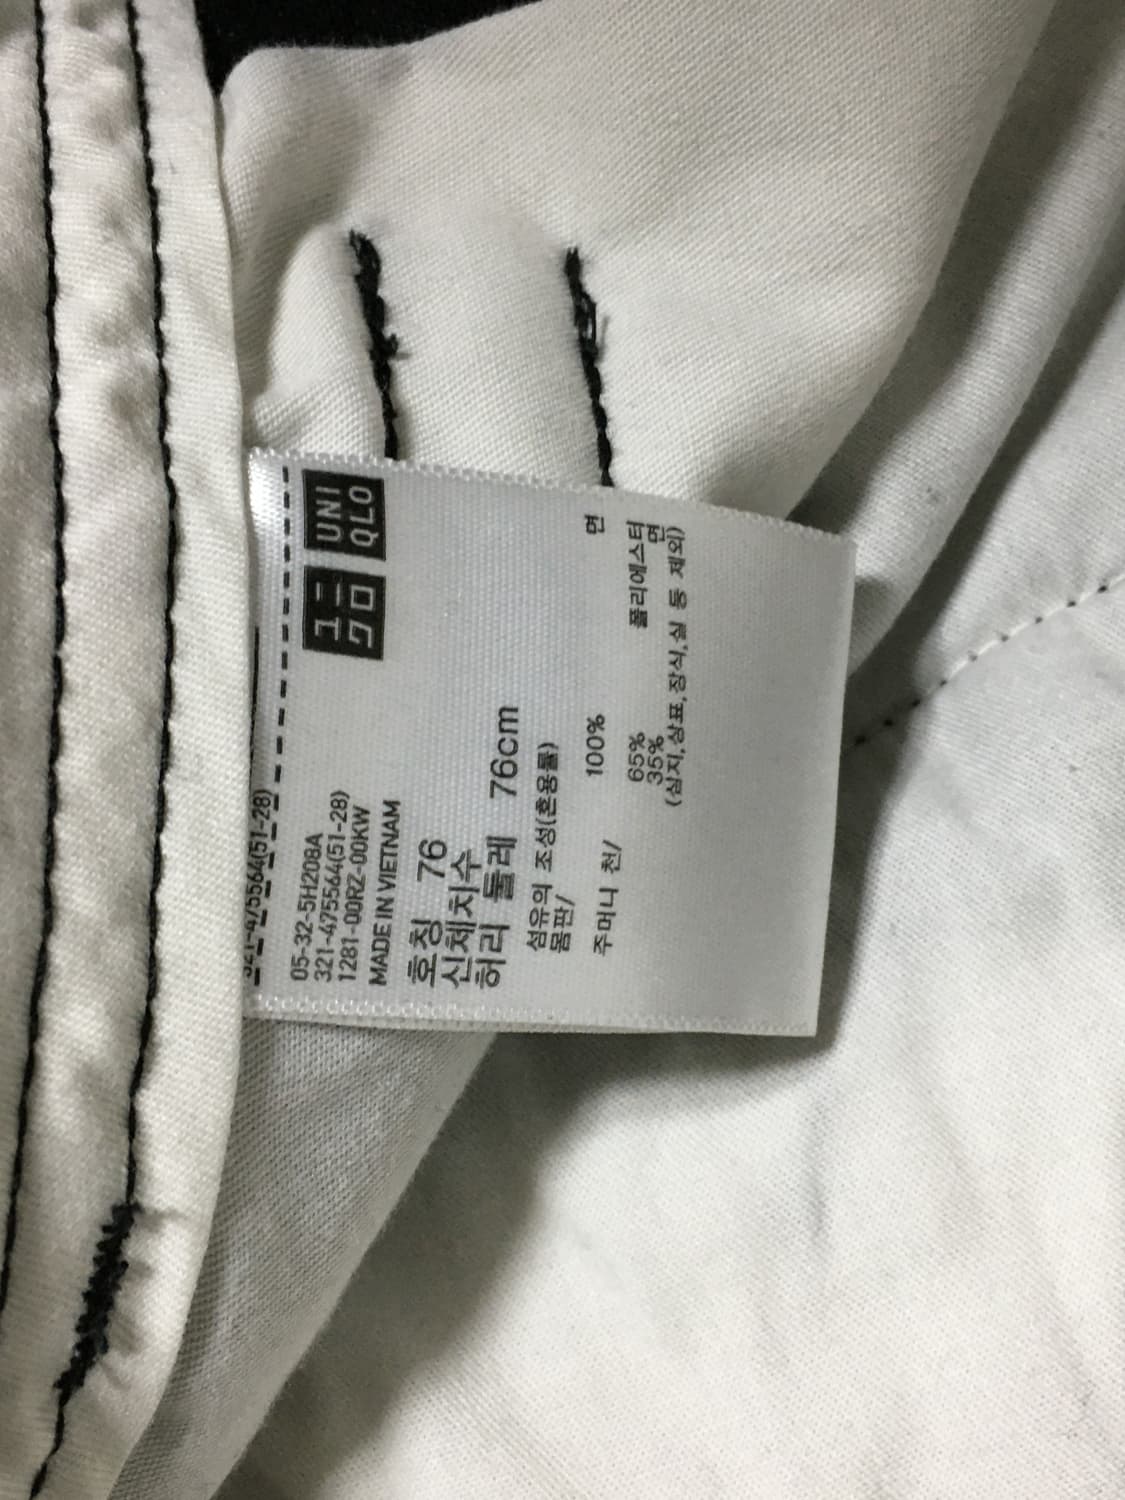 ユニ
クロ
UNI
QLO
321-475564(51-28)
05-32-5H208A
321-475564(51-28)
1281-00RZ-00KW
MADE IN VIETNAM
호칭 76
신체치수
허리 둘레 76cm
섬유의 조성(혼용률)
몸판/
100% 면
주머니 천/
65% 폴리에스터
35% 면
(심지,상표,장식,실 등 제외)